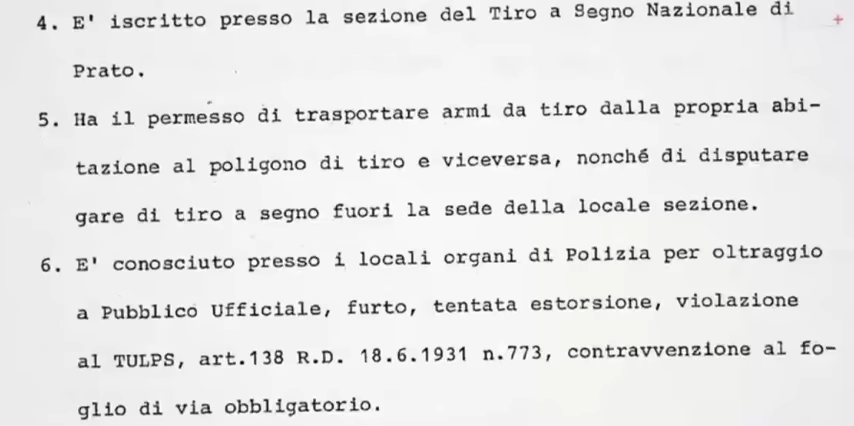 4. E' iscritto presso la sezione del Tiro a Segno Nazionale di
Prato.
5. Ha il permesso di trasportare armi da tiro dalla propria abi-
tazione al poligono di tiro e viceversa, nonché di disputare
gare di tiro a segno fuori la sede della locale sezione.
6. E' conosciuto presso i locali organi di Polizia per oltraggio
a Pubblico Ufficiale, furto, tentata estorsione, violazione
al TULPS, art.138 R.D. 18.6.1931 n.773, contravvenzione al fo-
glio di via obbligatorio.